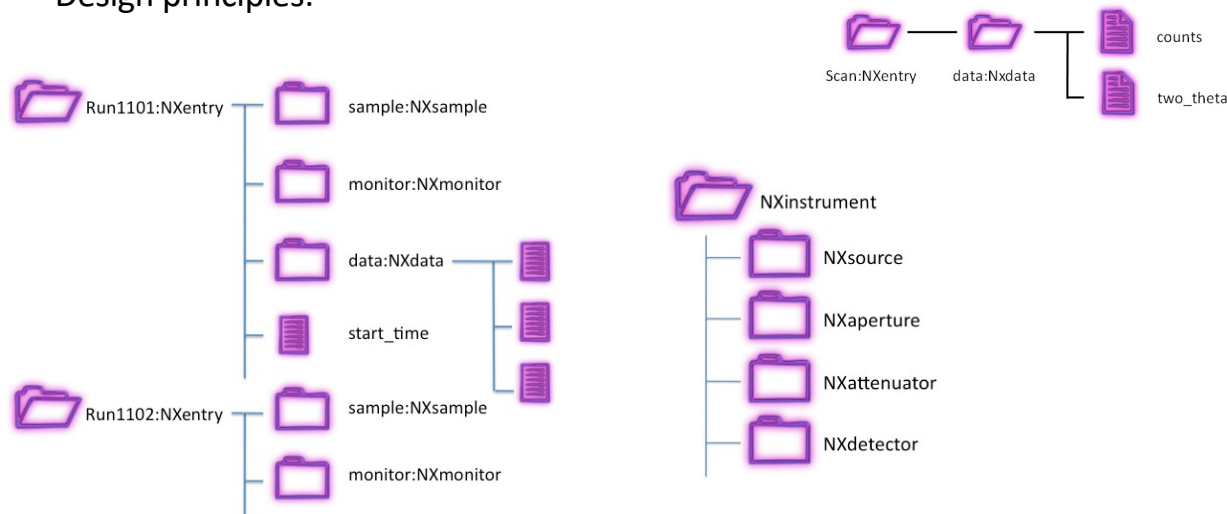 Design principles:
Run1101:NXentry
sample:NXsample
monitor:NXmonitor
data:NXdata
start_time
Run1102:NXentry
sample:NXsample
monitor:NXmonitor
Scan:NXentry
data:Nxdata
counts
two_theta
NXinstrument
NXsource
NXaperture
NXattenuator
NXdetector